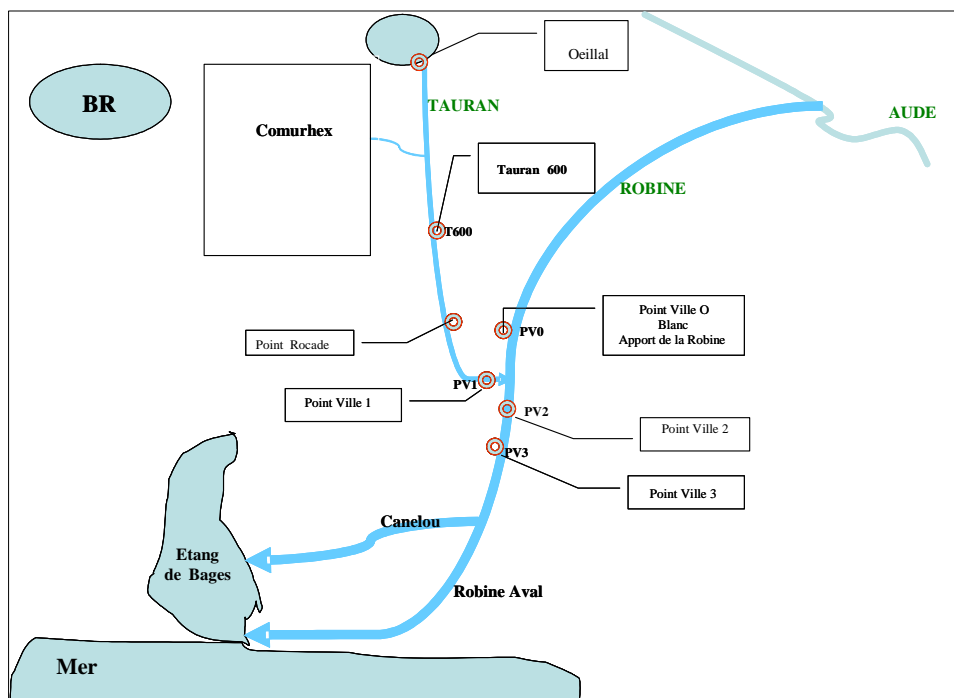 Oeillal
BR
TAURAN
AUDE
Comurhex
Tauran 600
ROBINE
T600
Point Ville O
Blanc
Apport de la Robine
PV0
Point Rocade
PV1
Point Ville 1
PV2
Point Ville 2
PV3
Point Ville 3
Canelou
Etang
de Bages
Robine Aval
Mer